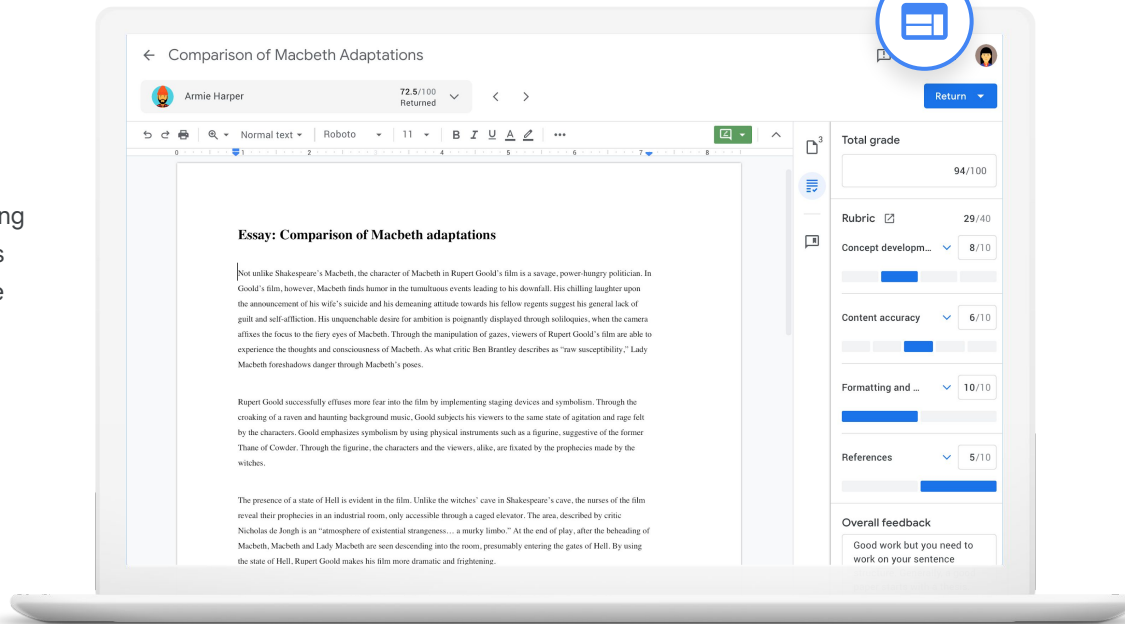 ng
s
e
Comparison of Macbeth Adaptations
Armie Harper
72.5/100
Returned
Return
Normal text
Roboto
11
B I U A
0 1 2 4 5 6 7 8
3
Essay: Comparison of Macbeth adaptations
Not unlike Shakespeare's Macbeth, the character of Macbeth in Rupert Goold's film is a savage, power-hungry politician. In
Goold's film, however, Macbeth finds humor in the tumultuous events leading to his downfall. His chilling laughter upon
the announcement of his wife's suicide and his demeaning attitude towards his fellow regents suggest his general lack of
guilt and self-affliction. His unquenchable desire for ambition is poignantly displayed through soliloquies, when the camera
affixes the focus to the fiery eyes of Macbeth. Through the manipulation of gazes, viewers of Rupert Goold's film are able to
experience the thoughts and consciousness of Macbeth. As what critic Ben Brantley describes as "raw susceptibility," Lady
Macbeth foreshadows danger through Macbeth's poses.
Rupert Goold successfully effuses more fear into the film by implementing staging devices and symbolism. Through the
croaking of a raven and haunting background music, Goold subjects his viewers to the same state of agitation and rage felt
by the characters. Goold emphasizes symbolism by using physical instruments such as a figurine, suggestive of the former
Thane of Cowder. Through the figurine, the characters and the viewers, alike, are fixated by the prophecies made by the
witches.
The presence of a state of Hell is evident in the film. Unlike the witches' cave in Shakespeare's cave, the nurses of the film
reveal their prophecies in an industrial room, only accessible through a caged elevator. The area, described by critic
Nicholas de Jongh is an "atmosphere of existential strangeness… a murky limbo." At the end of play, after the beheading of
Macbeth, Macbeth and Lady Macbeth are seen descending into the room, presumably entering the gates of Hell. By using
the state of Hell, Rupert Goold makes his film more dramatic and frightening.
Total grade
94/100
Rubric 29/40
Concept developm... 8/10
Content accuracy 6/10
Formatting and ... 10/10
References 5/10
Overall feedback
Good work but you need to
work on your sentence